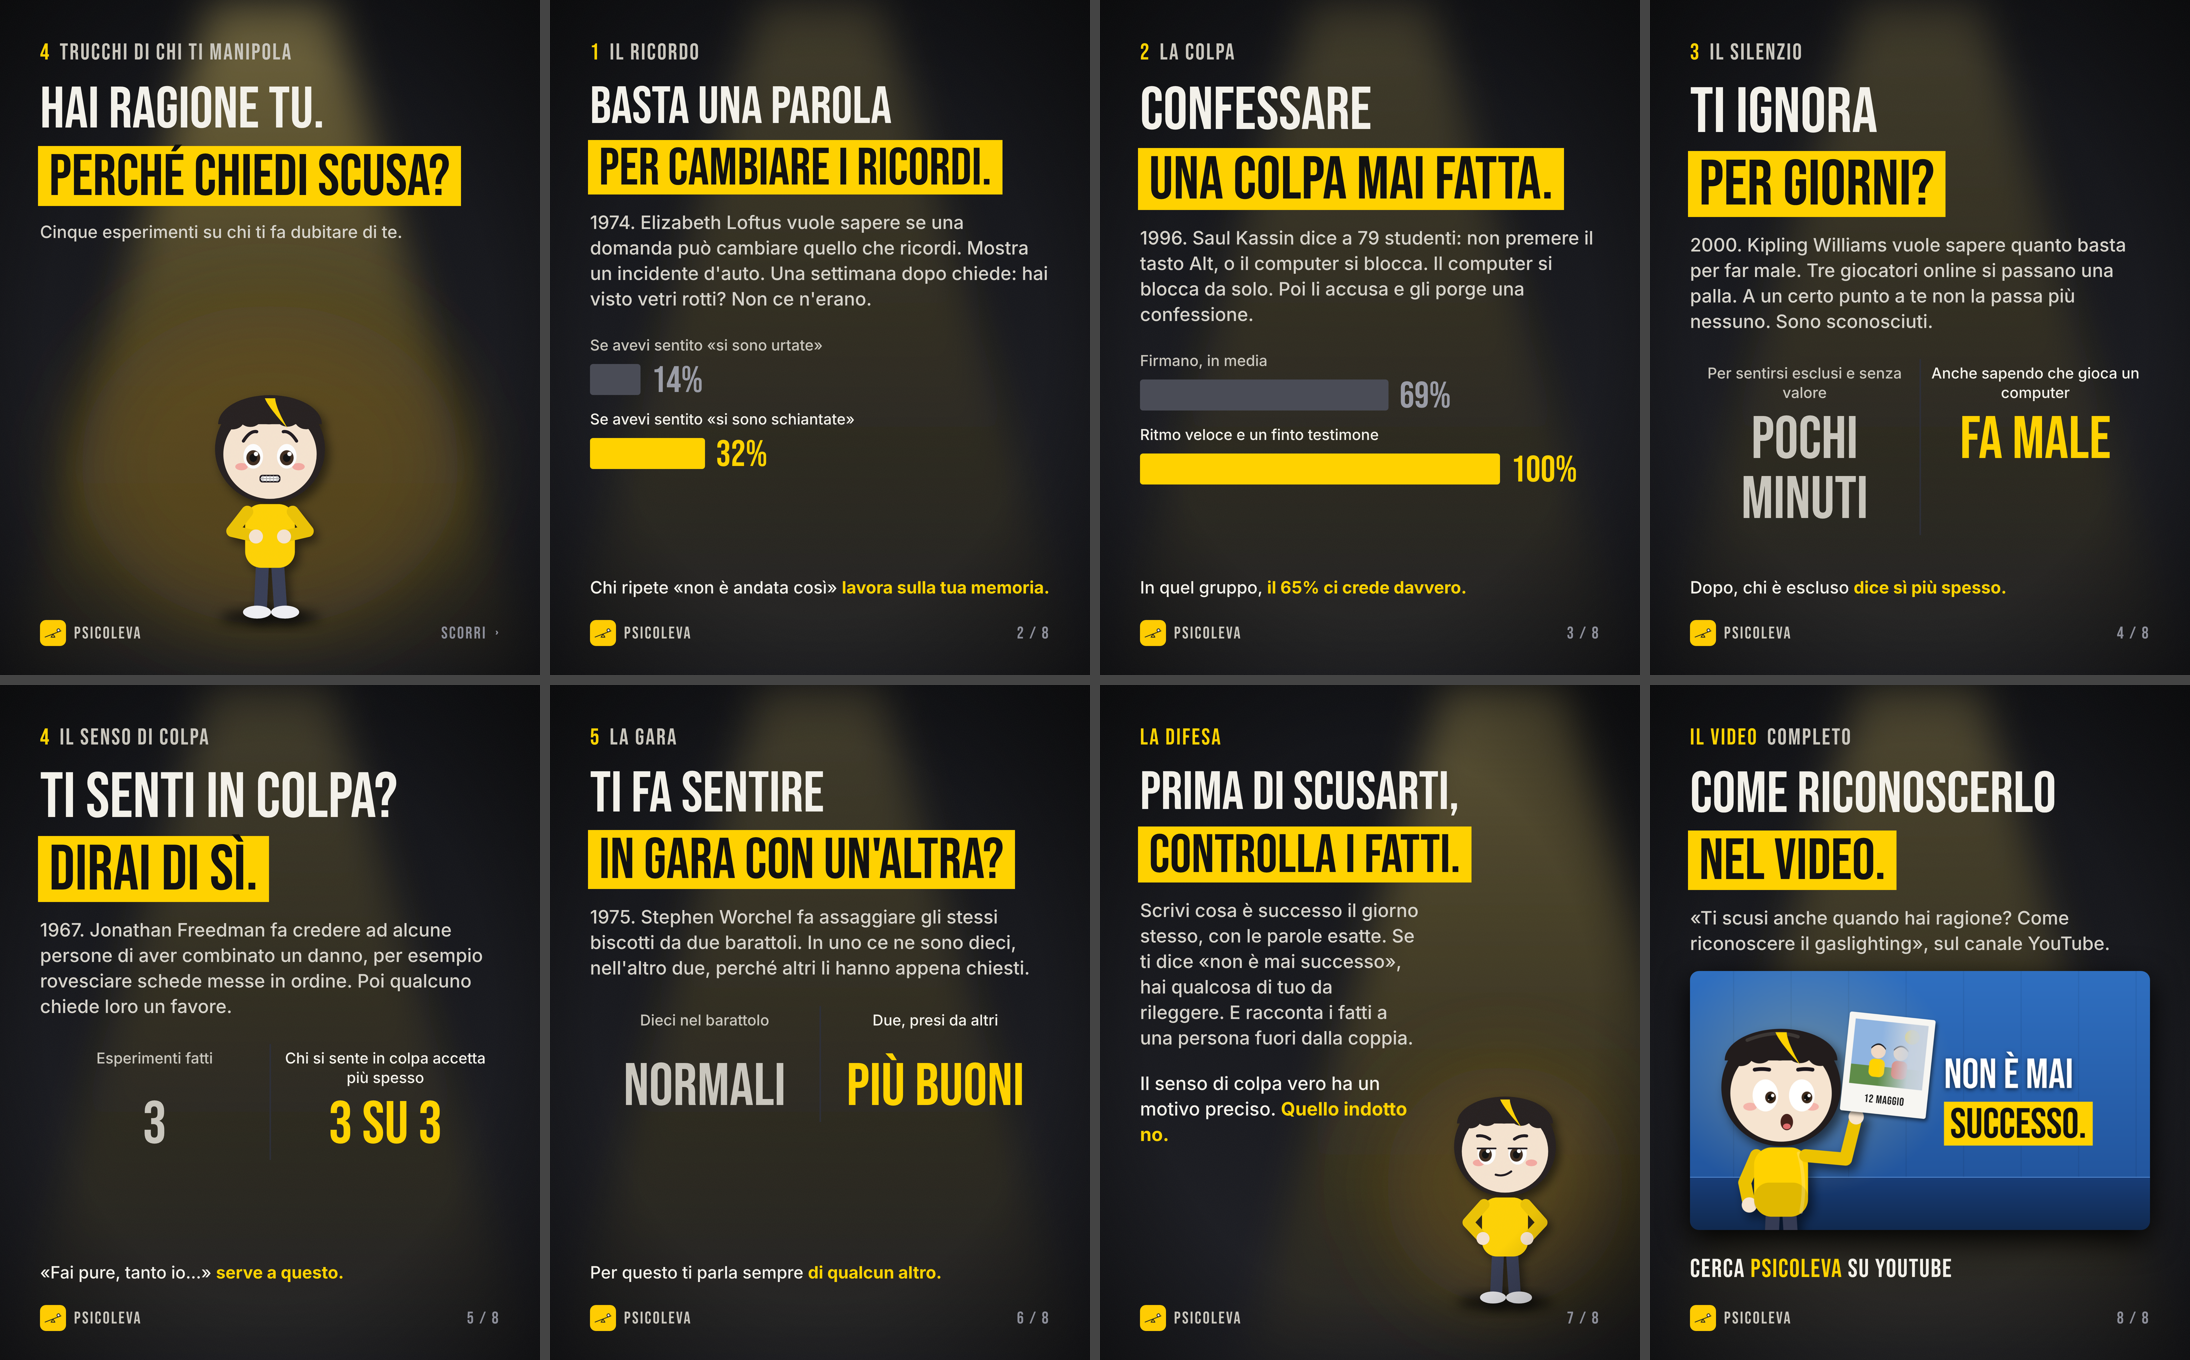 4 TRUCCHI DI CHI TI MANIPOLA
HAI RAGIONE TU.
PERCHÉ CHIEDI SCUSA?
Cinque esperimenti su chi ti fa dubitare di te.
PSICOLEVA
SCORRI ›
1 IL RICORDO
BASTA UNA PAROLA
PER CAMBIARE I RICORDI.
1974. Elizabeth Loftus vuole sapere se una
domanda può cambiare quello che ricordi. Mostra
un incidente d'auto. Una settimana dopo chiede: hai
visto vetri rotti? Non ce n'erano.
Se avevi sentito «si sono urtate»
14%
Se avevi sentito «si sono schiantate»
32%
Chi ripete «non è andata così» lavora sulla tua memoria.
PSICOLEVA
2 / 8
2 LA COLPA
CONFESSARE
UNA COLPA MAI FATTA.
1996. Saul Kassin dice a 79 studenti: non premere il
tasto Alt, o il computer si blocca. Il computer si
blocca da solo. Poi li accusa e gli porge una
confessione.
Firmano, in media
69%
Ritmo veloce e un finto testimone
100%
In quel gruppo, il 65% ci crede davvero.
PSICOLEVA
3 / 8
3 IL SILENZIO
TI IGNORA
PER GIORNI?
2000. Kipling Williams vuole sapere quanto basta
per far male. Tre giocatori online si passano una
palla. A un certo punto a te non la passa più
nessuno. Sono sconosciuti.
Per sentirsi esclusi e senza
valore
POCHI
MINUTI
Anche sapendo che gioca un
computer
FA MALE
Dopo, chi è escluso dice sì più spesso.
PSICOLEVA
4 / 8
4 IL SENSO DI COLPA
TI SENTI IN COLPA?
DIRAI DI SÌ.
1967. Jonathan Freedman fa credere ad alcune
persone di aver combinato un danno, per esempio
rovesciare schede messe in ordine. Poi qualcuno
chiede loro un favore.
Esperimenti fatti
3
Chi si sente in colpa accetta
più spesso
3 SU 3
«Fai pure, tanto io...» serve a questo.
PSICOLEVA
5 / 8
5 LA GARA
TI FA SENTIRE
IN GARA CON UN'ALTRA?
1975. Stephen Worchel fa assaggiare gli stessi
biscotti da due barattoli. In uno ce ne sono dieci,
nell'altro due, perché altri li hanno appena chiesti.
Dieci nel barattolo
NORMALI
Due, presi da altri
PIÙ BUONI
Per questo ti parla sempre di qualcun altro.
PSICOLEVA
6 / 8
LA DIFESA
PRIMA DI SCUSARTI,
CONTROLLA I FATTI.
Scrivi cosa è successo il giorno
stesso, con le parole esatte. Se
ti dice «non è mai successo»,
hai qualcosa di tuo da
rileggere. E racconta i fatti a
una persona fuori dalla coppia.
Il senso di colpa vero ha un
motivo preciso. Quello indotto
no.
PSICOLEVA
7 / 8
IL VIDEO COMPLETO
COME RICONOSCERLO
NEL VIDEO.
«Ti scusi anche quando hai ragione? Come
riconoscere il gaslighting», sul canale YouTube.
12 MAGGIO
NON È MAI
SUCCESSO.
CERCA PSICOLEVA SU YOUTUBE
PSICOLEVA
8 / 8